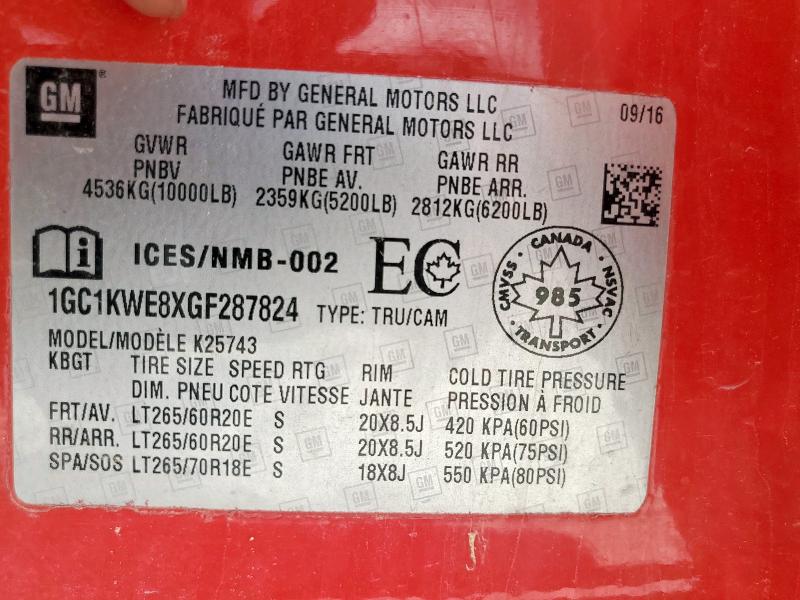 GM
MFD BY GENERAL MOTORS LLC
FABRIQUÉ PAR GENERAL MOTORS LLC
09/16
GVWR GAWR FRT GAWR RR
PNBV PNBE AV. PNBE ARR.
4536KG(10000LB) 2359KG(5200LB) 2812KG(6200LB)
ICES/NMB-002 EC
CANADA CMVSS NSVAC 985 TRANSPORT
1GC1KWE8XGF287824 TYPE: TRU/CAM
MODEL/MODÈLE K25743
KBGT TIRE SIZE SPEED RTG RIM COLD TIRE PRESSURE
DIM. PNEU COTE VITESSE JANTE PRESSION À FROID
FRT/AV. LT265/60R20E S 20X8.5J 420 KPA(60PSI)
RR/ARR. LT265/60R20E S 20X8.5J 520 KPA(75PSI)
SPA/SOS LT265/70R18E S 18X8J 550 KPA(80PSI)